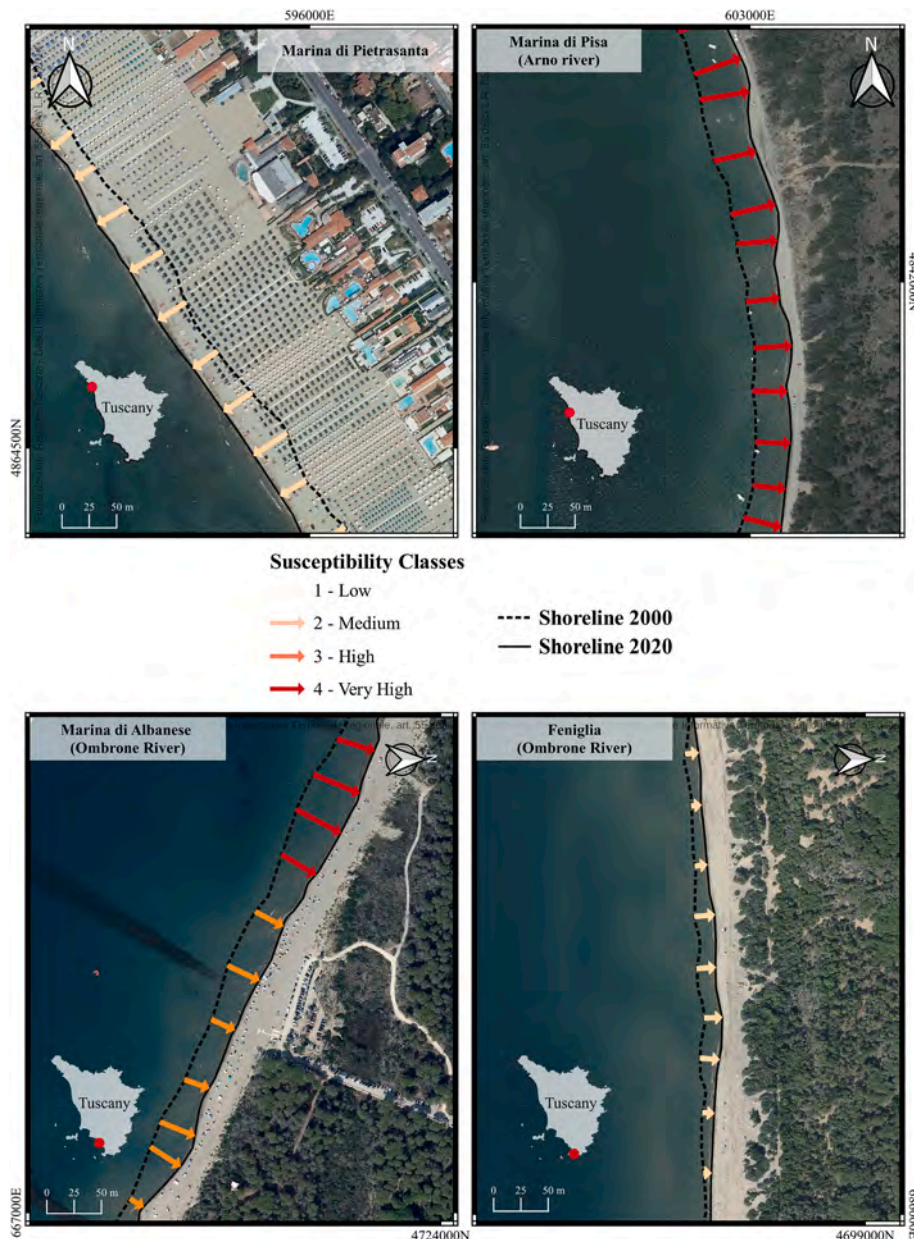 596000E
603000E
N
Marina di Pietrasanta
Tuscany
0 25 50 m
4864500N
Marina di Pisa
(Arno river)
N
Tuscany
0 25 50 m
Susceptibility Classes
1 - Low
2 - Medium
3 - High
4 - Very High
Shoreline 2000
Shoreline 2020
Marina di Albanese
(Ombrone River)
N
Tuscany
0 25 50 m
667000E
4724000N
Feniglia
(Ombrone River)
N
Tuscany
0 25 50 m
4699000N